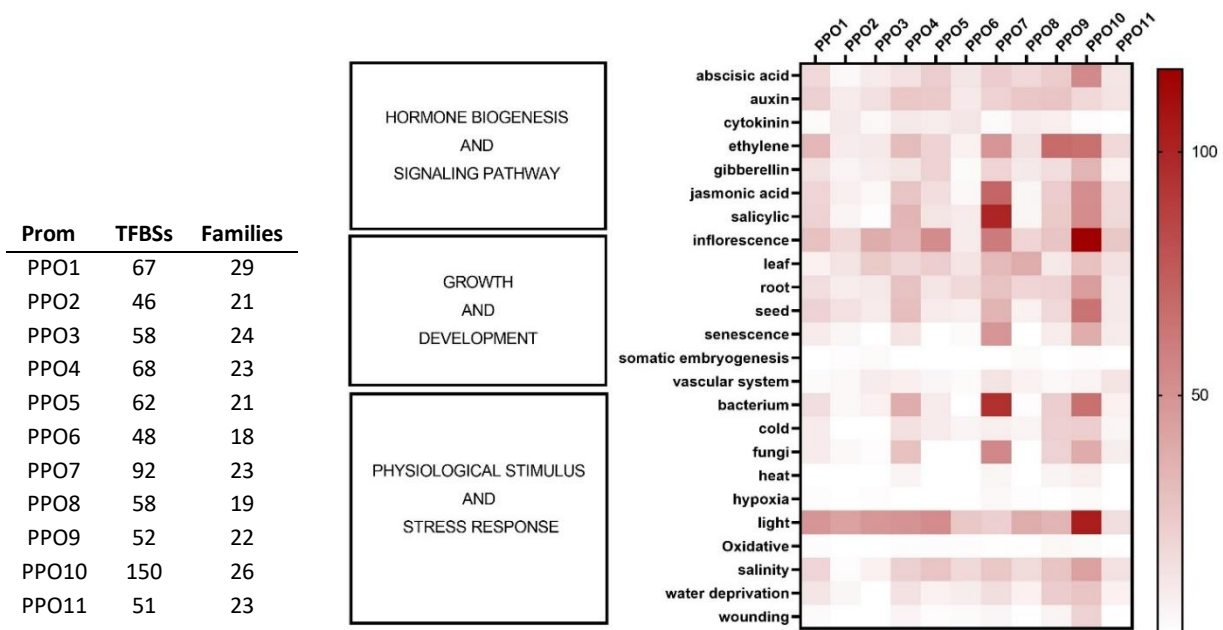 Prom TFBSs Families
PPO1 67 29
PPO2 46 21
PPO3 58 24
PPO4 68 23
PPO5 62 21
PPO6 48 18
PPO7 92 23
PPO8 58 19
PPO9 52 22
PPO10 150 26
PPO11 51 23
HORMONE BIOGENESIS
AND
SIGNALING PATHWAY
GROWTH
AND
DEVELOPMENT
PHYSIOLOGICAL STIMULUS
AND
STRESS RESPONSE
PPO1 PPO2 PPO3 PPO4 PPO5 PPO6 PPO7 PPO8 PPO9 PPO10 PPO11
abscisic acid
auxin
cytokinin
ethylene
gibberellin
jasmonic acid
salicylic
inflorescence
leaf
root
seed
senescence
somatic embryogenesis
vascular system
bacterium
cold
fungi
heat
hypoxia
light
Oxidative
salinity
water deprivation
wounding
100
50